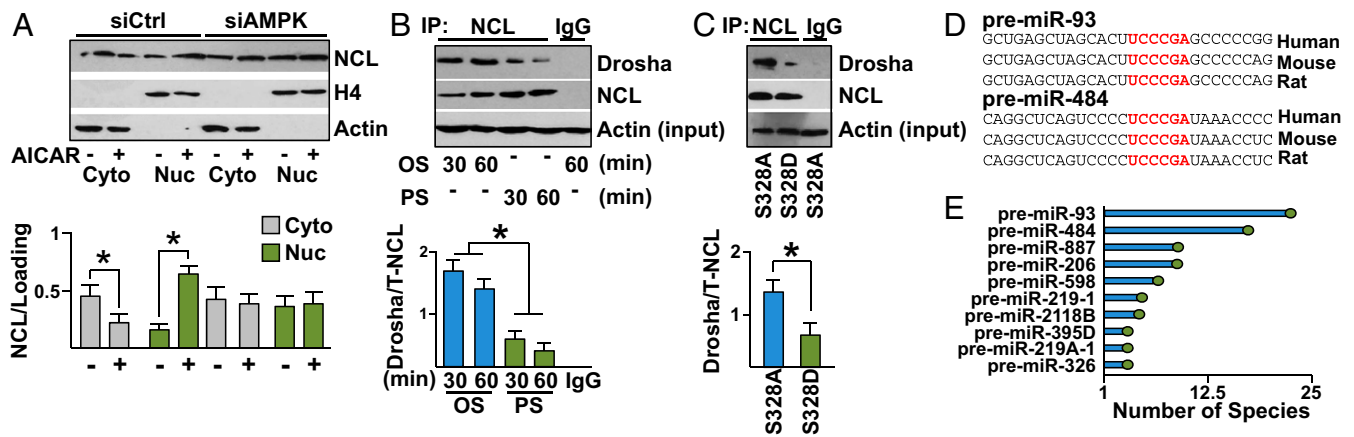 A
siCtrl siAMPK
NCL
H4
Actin
AICAR - + - + - + - +
Cyto Nuc Cyto Nuc
NCL/Loading
1
0.5
* *
Cyto
Nuc
- + - + - + - +
B
IP: NCL IgG
Drosha
NCL
Actin (input)
OS 30 60 - - 60 (min)
PS - - 30 60 - (min)
Drosha/T-NCL
2
1
*
(min) 30 60 30 60 IgG
OS PS
C
IP: NCL IgG
Drosha
NCL
Actin (input)
S328A S328D S328A
Drosha/T-NCL
2
1
*
S328A S328D
D
pre-miR-93
GCUGAGCUAGCACUUCCCGAGCCCCCGG Human
GCUGAGCUAGCACUUCCCGAGCCCCCAG Mouse
GCUGAGCUAGCACUUCCCGAGCCCCCAG Rat
pre-miR-484
CAGGCUCAGUCCCCUCCCGAUAAACCCC Human
CAGGCUCAGUCCCCUCCCGAUAAACCUC Mouse
CAGGCUCAGUCCCCUCCCGAUAAACCUC Rat
E
pre-miR-93
pre-miR-484
pre-miR-887
pre-miR-206
pre-miR-598
pre-miR-219-1
pre-miR-2118B
pre-miR-395D
pre-miR-219A-1
pre-miR-326
1 12.5 25
Number of Species